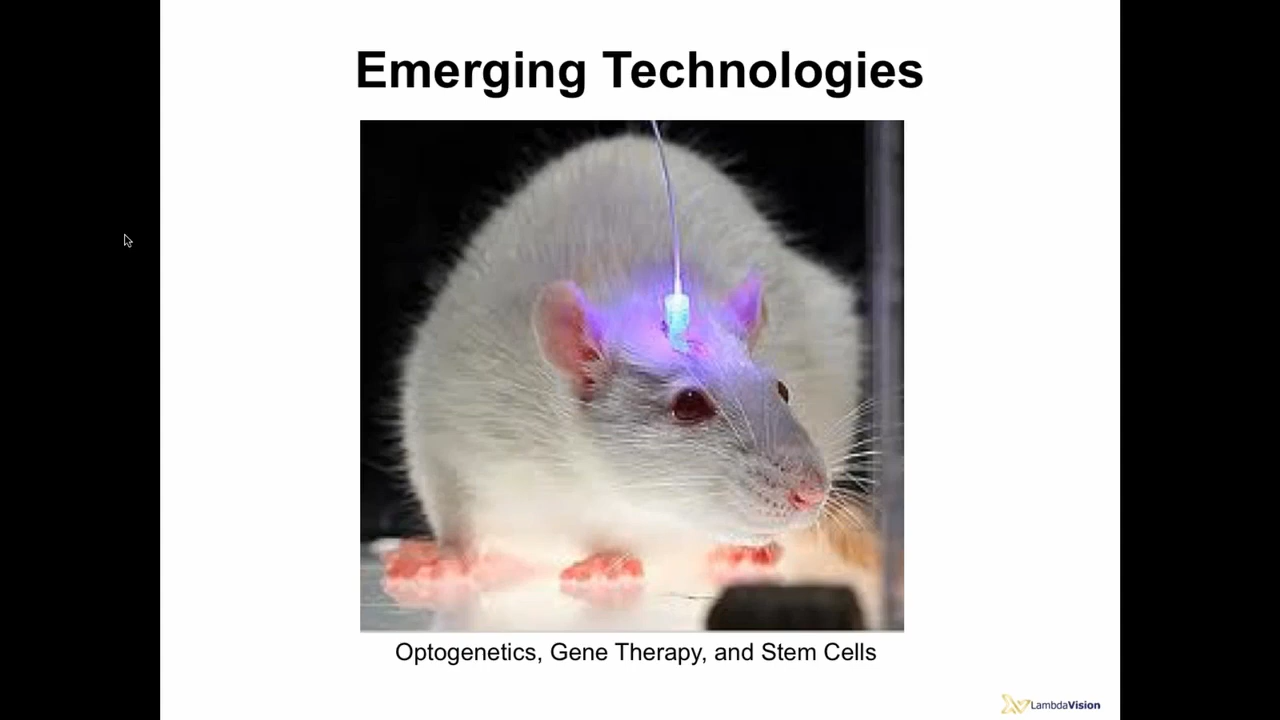 Emerging Technologies
Optogenetics, Gene Therapy, and Stem Cells
LambdaVision